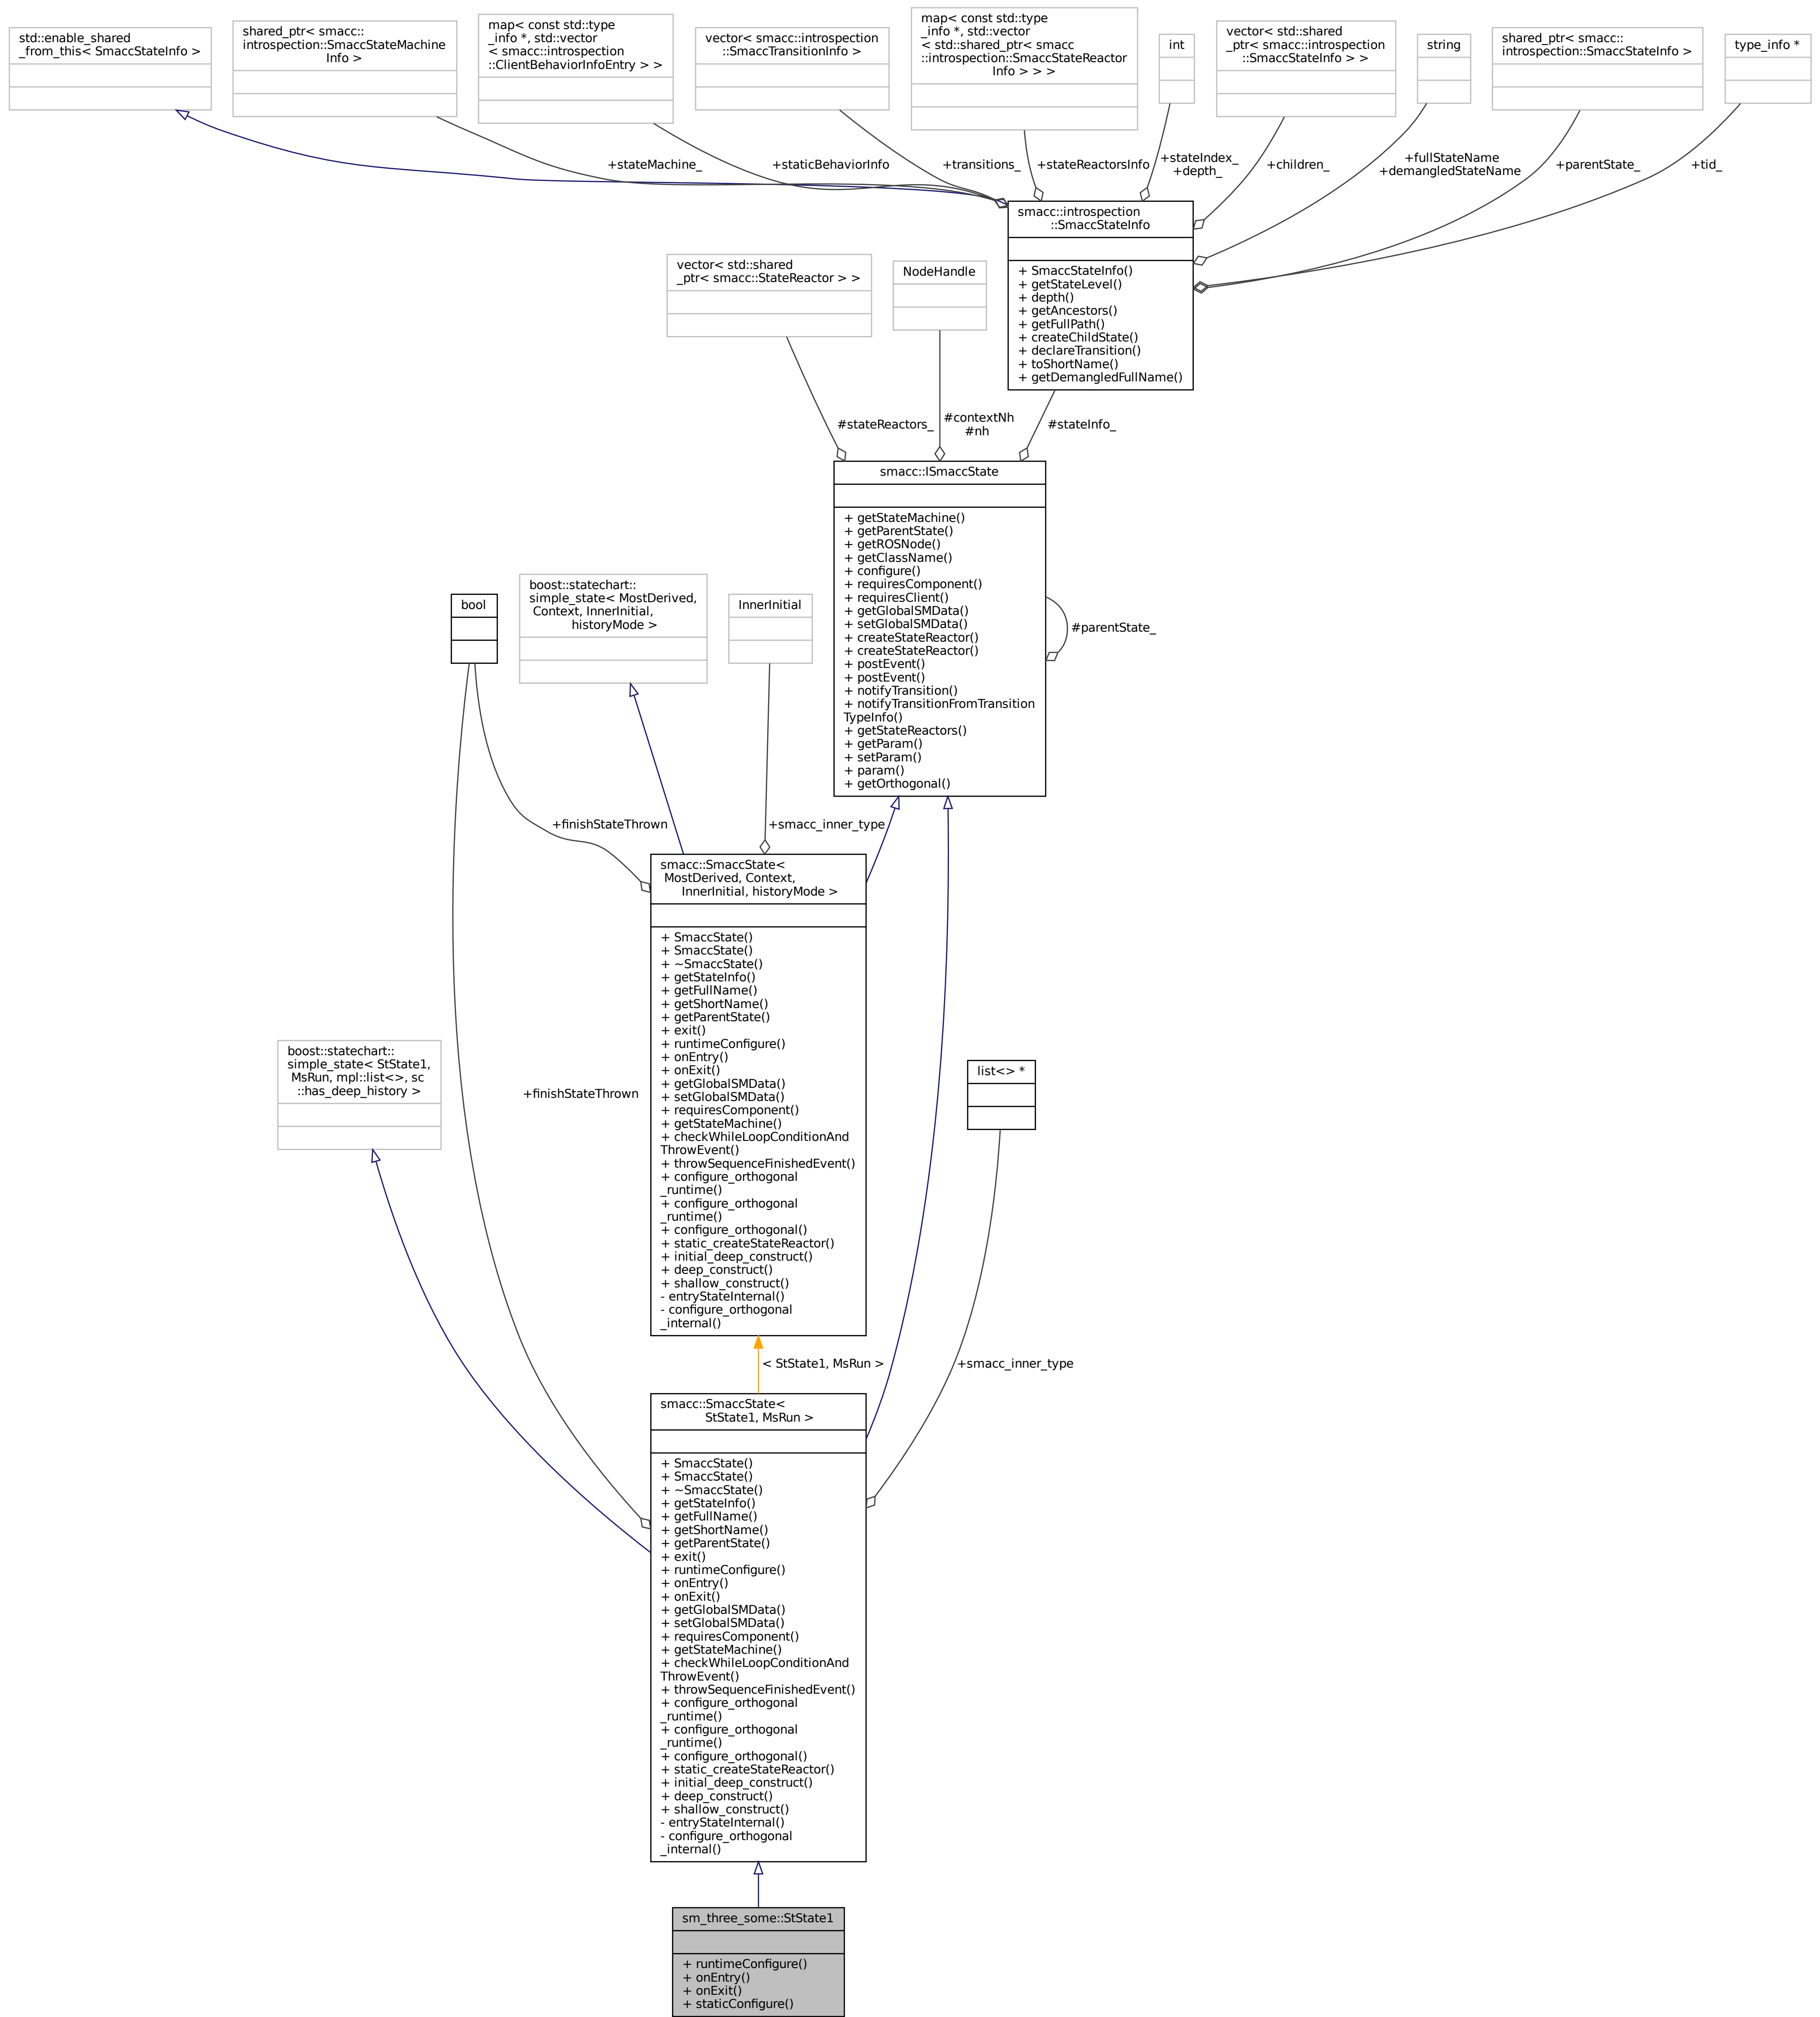 std::enable_shared
_from_this< SmaccStateInfo >
shared_ptr< smacc::
introspection::SmaccStateMachine
Info >
map< const std::type
_info *, std::vector
< smacc::introspection
::ClientBehaviorInfoEntry > >
vector< smacc::introspection
::SmaccTransitionInfo >
map< const std::type
_info *, std::vector
< std::shared_ptr< smacc
::introspection::SmaccStateReactor
Info > > >
int
vector< std::shared
_ptr< smacc::introspection
::SmaccStateInfo > >
string
shared_ptr< smacc::
introspection::SmaccStateInfo >
type_info *
+stateMachine_
+staticBehaviorInfo
+transitions_
+stateReactorsInfo
+stateIndex_
+depth_
+children_
+fullStateName
+demangledStateName
+parentState_
+tid_
smacc::introspection
::SmaccStateInfo
+ SmaccStateInfo()
+ getStateLevel()
+ depth()
+ getAncestors()
+ getFullPath()
+ createChildState()
+ declareTransition()
+ toShortName()
+ getDemangledFullName()
vector< std::shared
_ptr< smacc::StateReactor > >
NodeHandle
#stateReactors_
#contextNh
#nh
#stateInfo_
smacc::ISmaccState
+ getStateMachine()
+ getParentState()
+ getROSNode()
+ getClassName()
+ configure()
+ requiresComponent()
+ requiresClient()
+ getGlobalSMData()
+ setGlobalSMData()
+ createStateReactor()
+ createStateReactor()
+ postEvent()
+ postEvent()
+ notifyTransition()
+ notifyTransitionFromTransition
TypeInfo()
+ getStateReactors()
+ getParam()
+ setParam()
+ param()
+ getOrthogonal()
#parentState_
bool
boost::statechart::
simple_state< MostDerived,
Context, InnerInitial,
historyMode >
InnerInitial
+finishStateThrown
+smacc_inner_type
smacc::SmaccState<
MostDerived, Context,
InnerInitial, historyMode >
+ SmaccState()
+ SmaccState()
+ ~SmaccState()
+ getStateInfo()
+ getFullName()
+ getShortName()
+ getParentState()
+ exit()
+ runtimeConfigure()
+ onEntry()
+ onExit()
+ getGlobalSMData()
+ setGlobalSMData()
+ requiresComponent()
+ getStateMachine()
+ checkWhileLoopConditionAnd
ThrowEvent()
+ throwSequenceFinishedEvent()
+ configure_orthogonal
_runtime()
+ configure_orthogonal
_runtime()
+ configure_orthogonal()
+ static_createStateReactor()
+ initial_deep_construct()
+ deep_construct()
+ shallow_construct()
- entryStateInternal()
- configure_orthogonal
_internal()
boost::statechart::
simple_state< StState1,
MsRun, mpl::list<>, sc
::has_deep_history >
+finishStateThrown
list<> *
< StState1, MsRun >
+smacc_inner_type
smacc::SmaccState<
StState1, MsRun >
+ SmaccState()
+ SmaccState()
+ ~SmaccState()
+ getStateInfo()
+ getFullName()
+ getShortName()
+ getParentState()
+ exit()
+ runtimeConfigure()
+ onEntry()
+ onExit()
+ getGlobalSMData()
+ setGlobalSMData()
+ requiresComponent()
+ getStateMachine()
+ checkWhileLoopConditionAnd
ThrowEvent()
+ throwSequenceFinishedEvent()
+ configure_orthogonal
_runtime()
+ configure_orthogonal
_runtime()
+ configure_orthogonal()
+ static_createStateReactor()
+ initial_deep_construct()
+ deep_construct()
+ shallow_construct()
- entryStateInternal()
- configure_orthogonal
_internal()
sm_three_some::StState1
+ runtimeConfigure()
+ onEntry()
+ onExit()
+ staticConfigure()